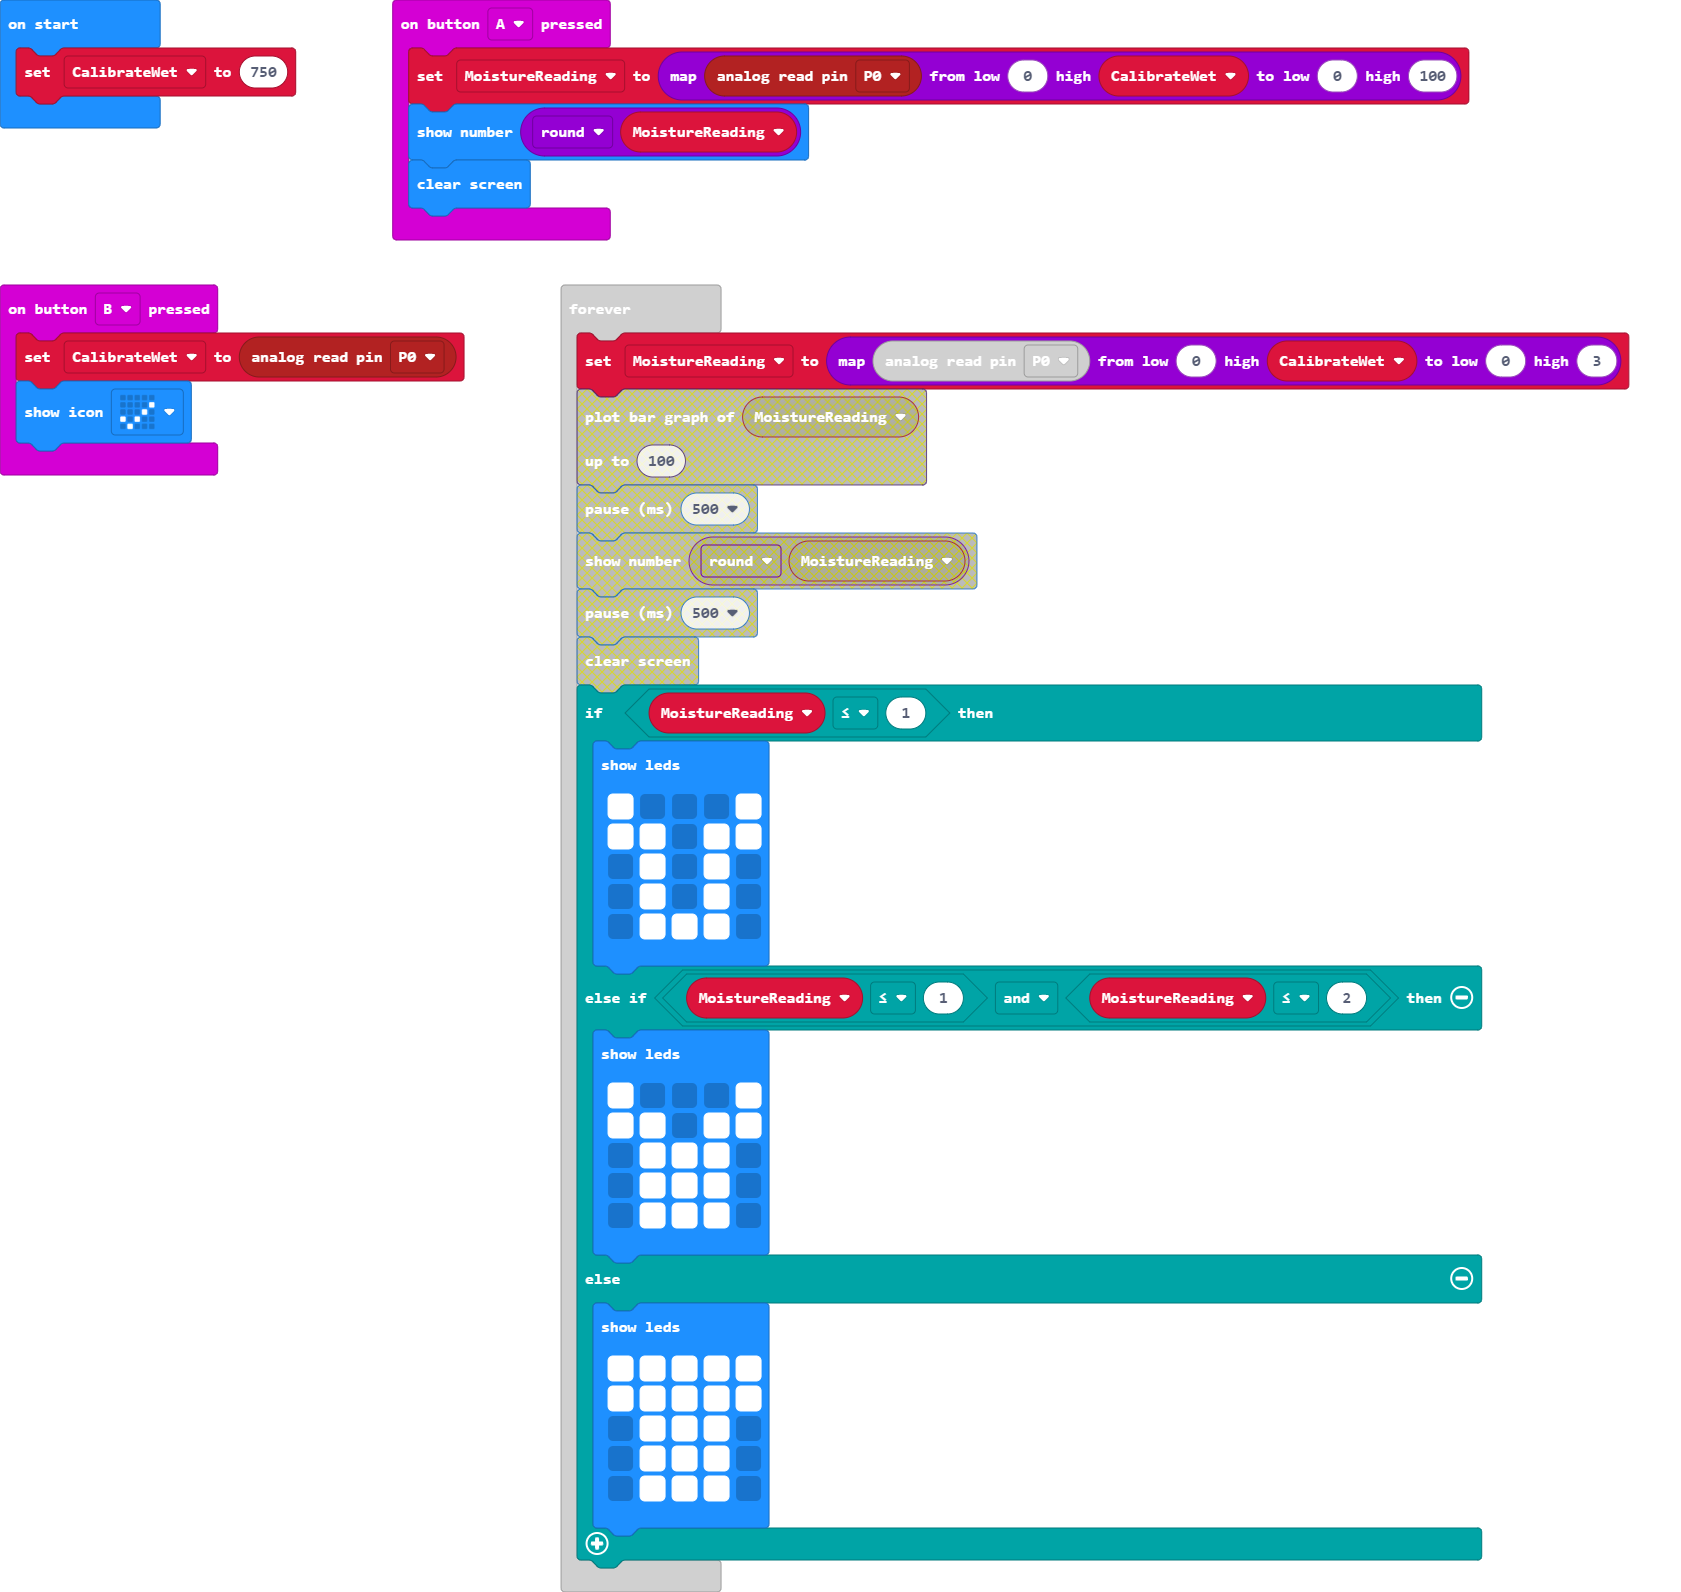 on start
set CalibrateWet to 750
on button A pressed
set MoistureReading to map analog read pin P0 from low 0 high CalibrateWet to low 0 high 100
show number round MoistureReading
clear screen
on button B pressed
set CalibrateWet to analog read pin P0
show icon
forever
set MoistureReading to map analog read pin P0 from low 0 high CalibrateWet to low 0 high 3
plot bar graph of MoistureReading
up to 100
pause (ms) 500
show number round MoistureReading
pause (ms) 500
clear screen
if MoistureReading ≤ 1 then
show leds
else if MoistureReading ≤ 1 and MoistureReading ≤ 2 then
show leds
else
show leds